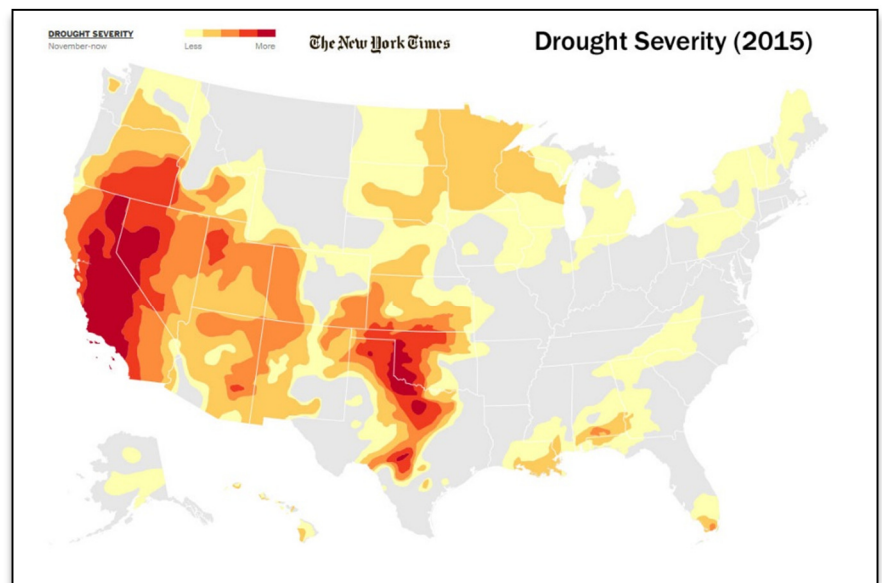 DROUGHT SEVERITY
November-now
Less More
The New York Times
Drought Severity (2015)